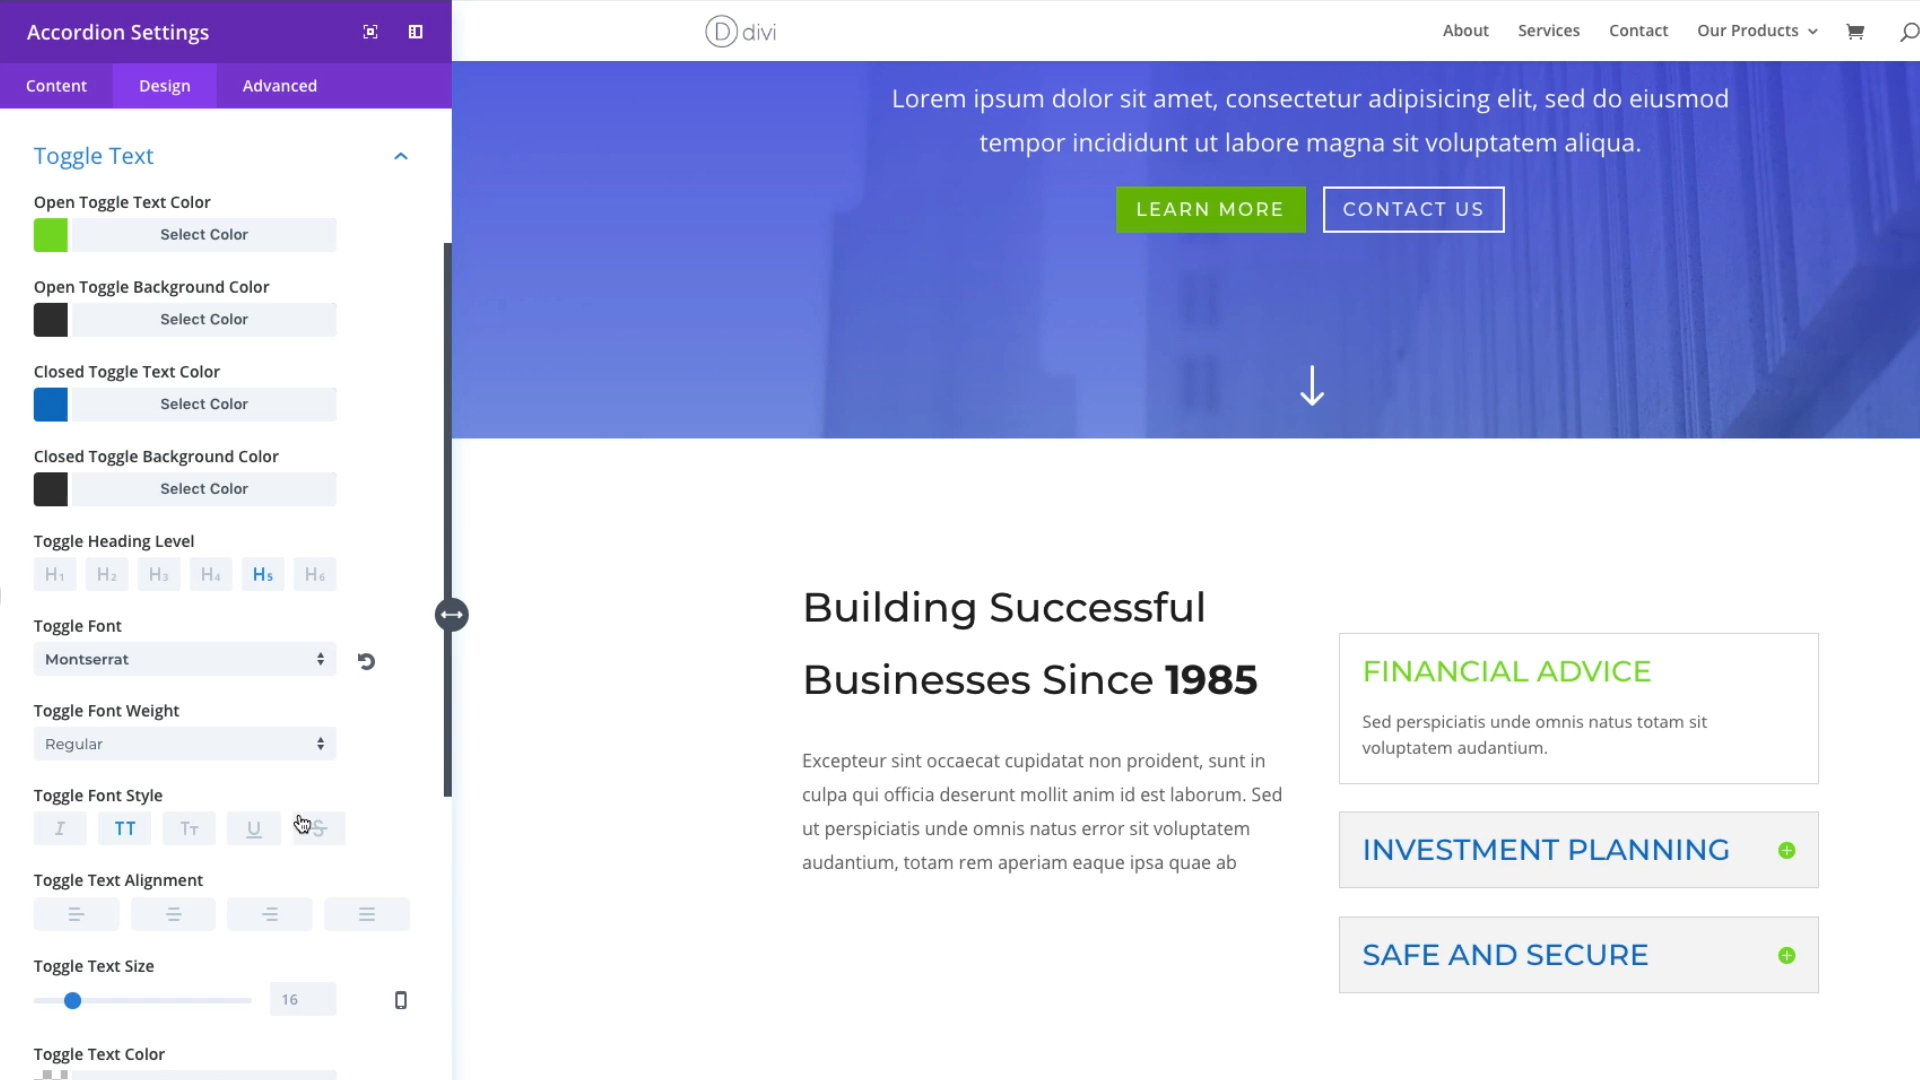 Accordion Settings
Content
Design
Advanced
Toggle Text
Open Toggle Text Color
Select Color
Open Toggle Background Color
Select Color
Closed Toggle Text Color
Select Color
Closed Toggle Background Color
Select Color
Toggle Heading Level
H1 H2 H3 H4 H5 H6
Toggle Font
Montserrat
Toggle Font Weight
Regular
Toggle Font Style
I TT TT U S
Toggle Text Alignment
Toggle Text Size
16
Toggle Text Color
D divi
About
Services
Contact
Our Products
Lorem ipsum dolor sit amet, consectetur adipisicing elit, sed do eiusmod
tempor incididunt ut labore magna sit voluptatem aliqua.
LEARN MORE
CONTACT US
Building Successful
Businesses Since 1985
Excepteur sint occaecat cupidatat non proident, sunt in
culpa qui officia deserunt mollit anim id est laborum. Sed
ut perspiciatis unde omnis natus error sit voluptatem
audantium, totam rem aperiam eaque ipsa quae ab
FINANCIAL ADVICE
Sed perspiciatis unde omnis natus totam sit
voluptatem audantium.
INVESTMENT PLANNING
SAFE AND SECURE